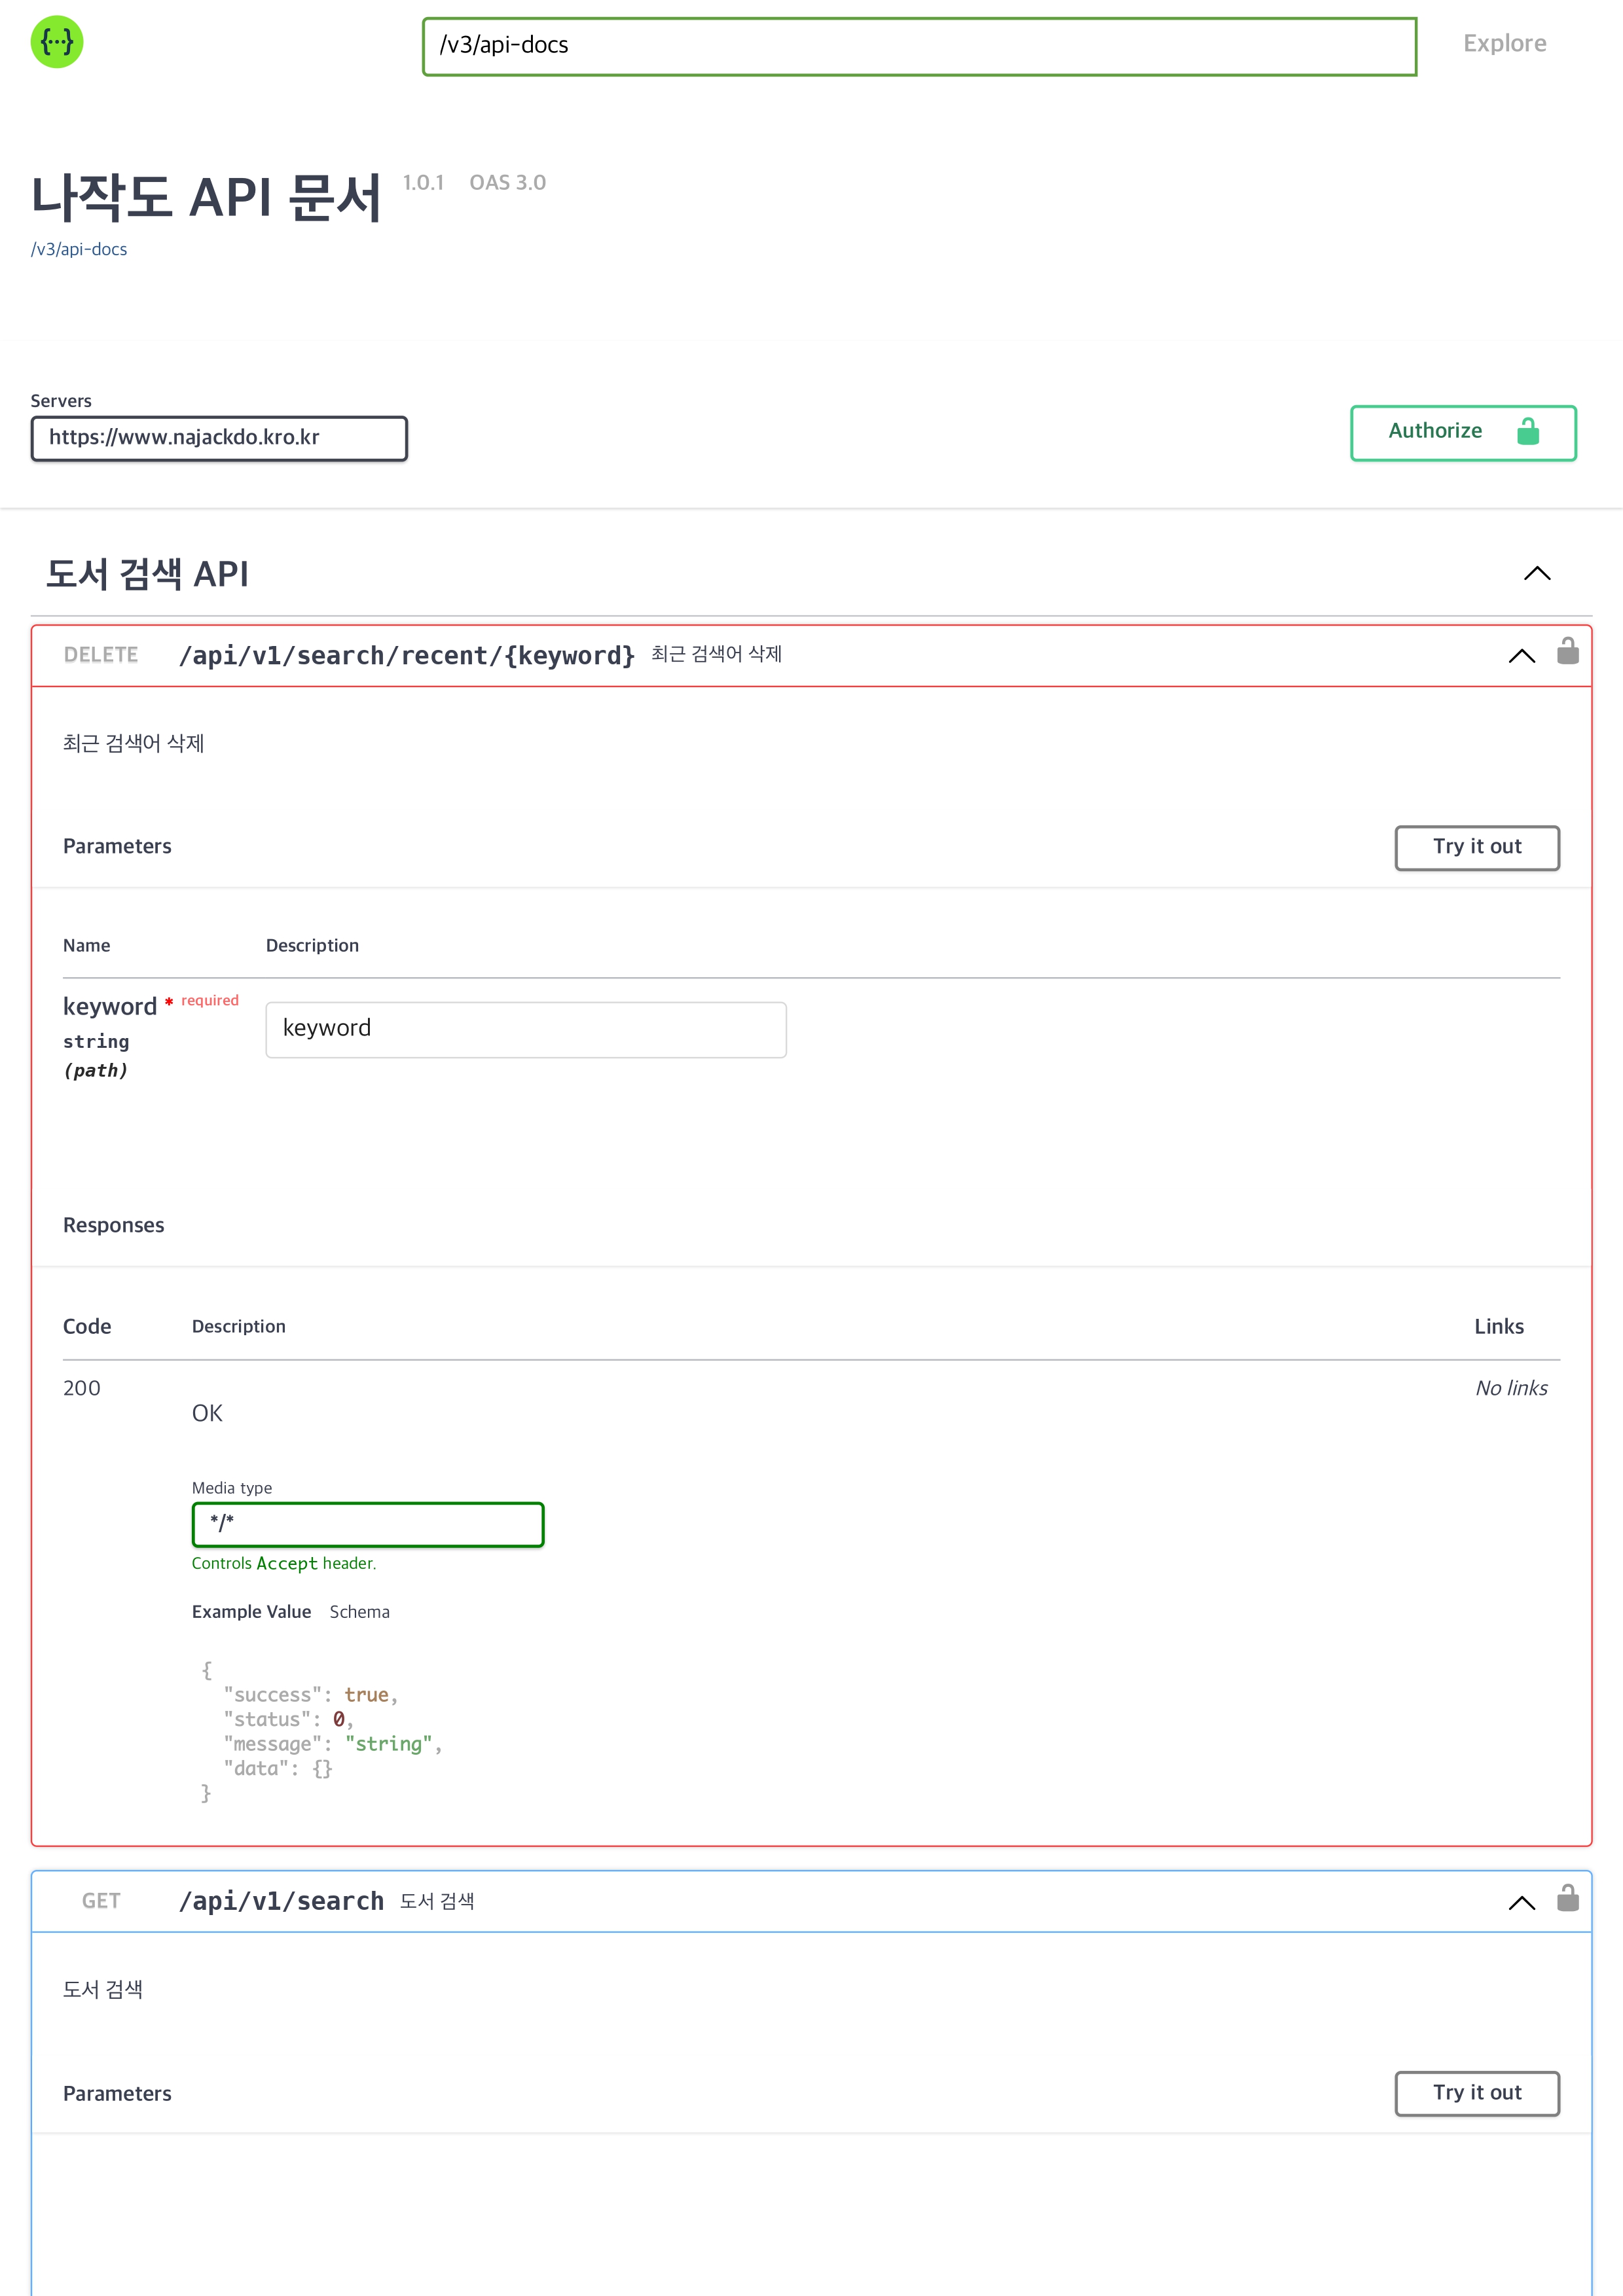 {···}
/v3/api-docs
Explore
나작도 API 문서 1.0.1 OAS 3.0
/v3/api-docs
Servers
https://www.najackdo.kro.kr
Authorize
도서 검색 API
DELETE /api/v1/search/recent/{keyword} 최근 검색어 삭제
최근 검색어 삭제
Parameters
Try it out
Name Description
keyword * required
string
(path)
keyword
Responses
Code Description Links
200
OK
No links
Media type
*/*
Controls Accept header.
Example Value Schema
{
  "success": true,
  "status": 0,
  "message": "string",
  "data": {}
}
GET /api/v1/search 도서 검색
도서 검색
Parameters
Try it out